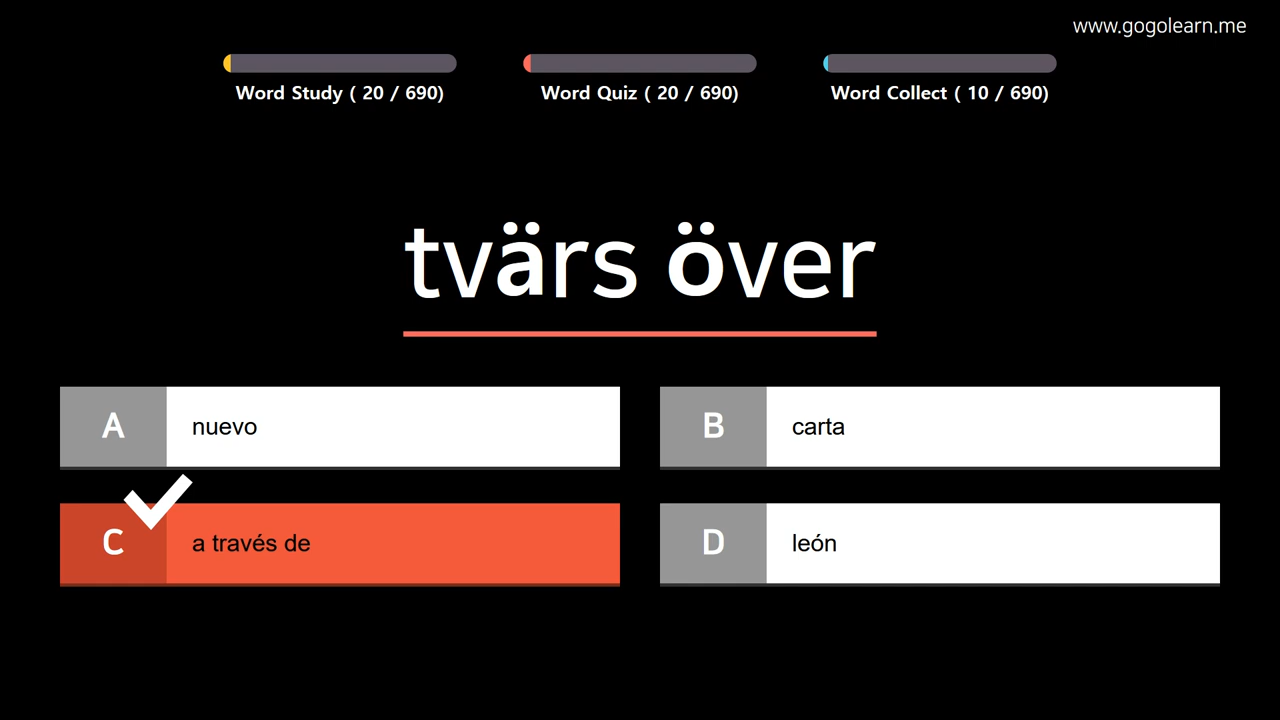 www.gogolearn.me
Word Study ( 20 / 690)
Word Quiz ( 20 / 690)
Word Collect ( 10 / 690)
tvärs över
A
nuevo
B
carta
C
a través de
D
león